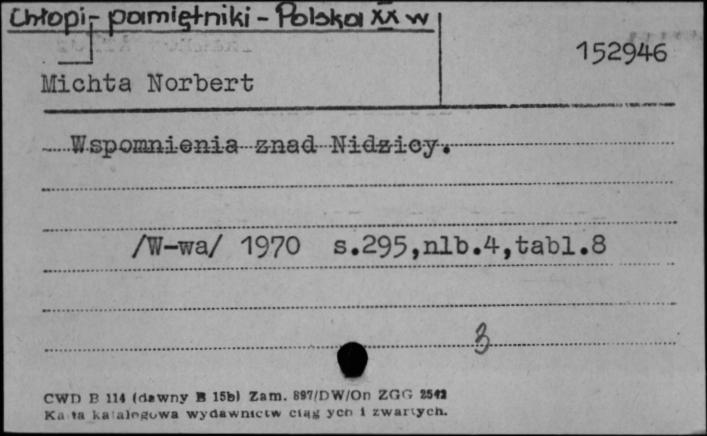 Chłopi - pamiętniki - Polska XX w
152946
Michta Norbert
Wspomnienia znad Nidzicy.
/W-wa/ 1970 s.295,nlb.4,tabl.8
3
CWD B 114 (dawny B 15b) Zam. 897/DW/On ZGG 2542
Karta katalogowa wydawnictw ciągłych i zwartych.